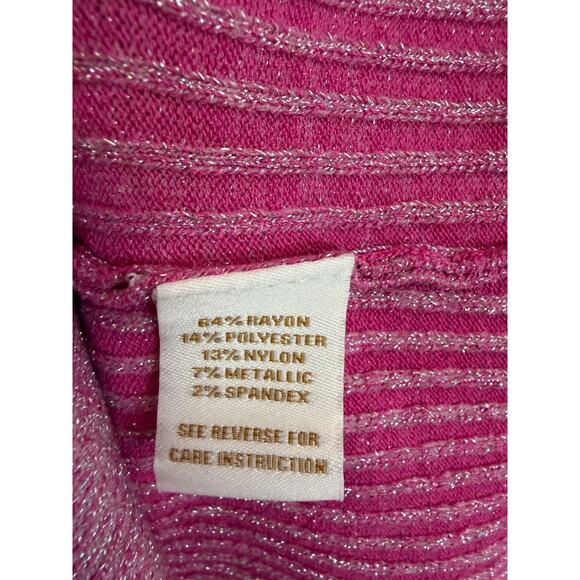 64% RAYON
14% POLYESTER
13% NYLON
7% METALLIC
2% SPANDEX
SEE REVERSE FOR
CARE INSTRUCTION